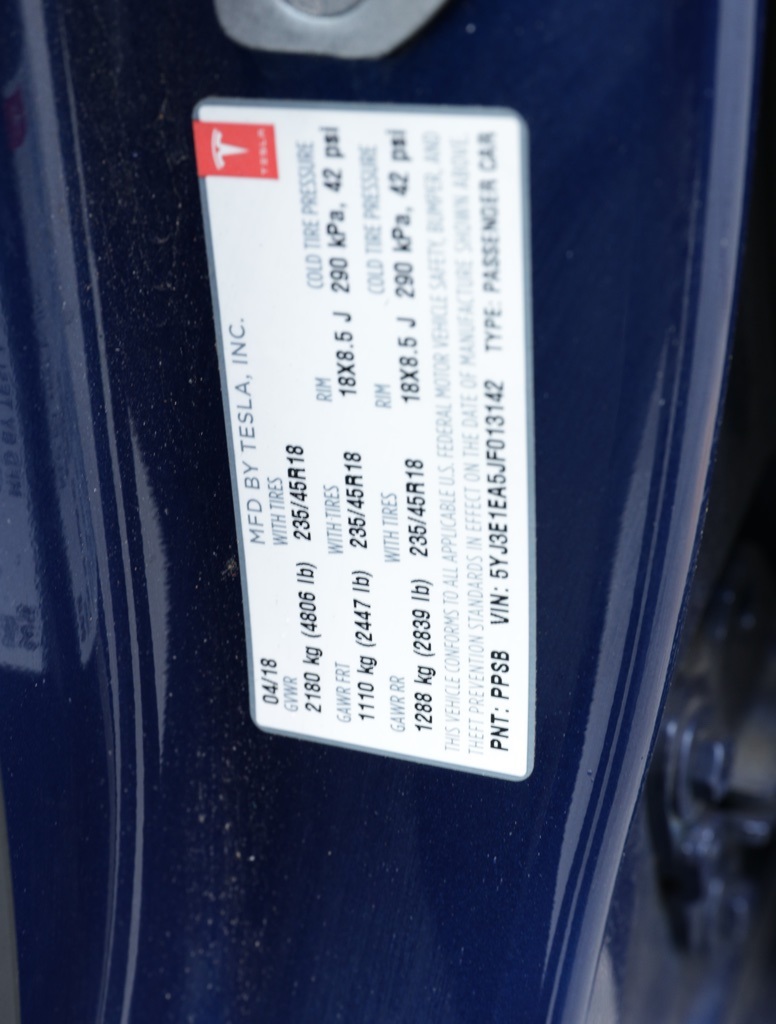 TESLA
MFD BY TESLA, INC.
04/18
GVWR WITH TIRES RIM COLD TIRE PRESSURE
2180 kg (4806 lb) 235/45R18 18X8.5 J 290 kPa, 42 psi
GAWR FRT WITH TIRES RIM COLD TIRE PRESSURE
1110 kg (2447 lb) 235/45R18 18X8.5 J 290 kPa, 42 psi
GAWR RR WITH TIRES
1288 kg (2839 lb) 235/45R18
THIS VEHICLE CONFORMS TO ALL APPLICABLE U.S. FEDERAL MOTOR VEHICLE SAFETY, BUMPER, AND
THEFT PREVENTION STANDARDS IN EFFECT ON THE DATE OF MANUFACTURE SHOWN ABOVE.
PNT: PPSB VIN: 5YJ3E1EA5JF013142 TYPE: PASSENGER CAR